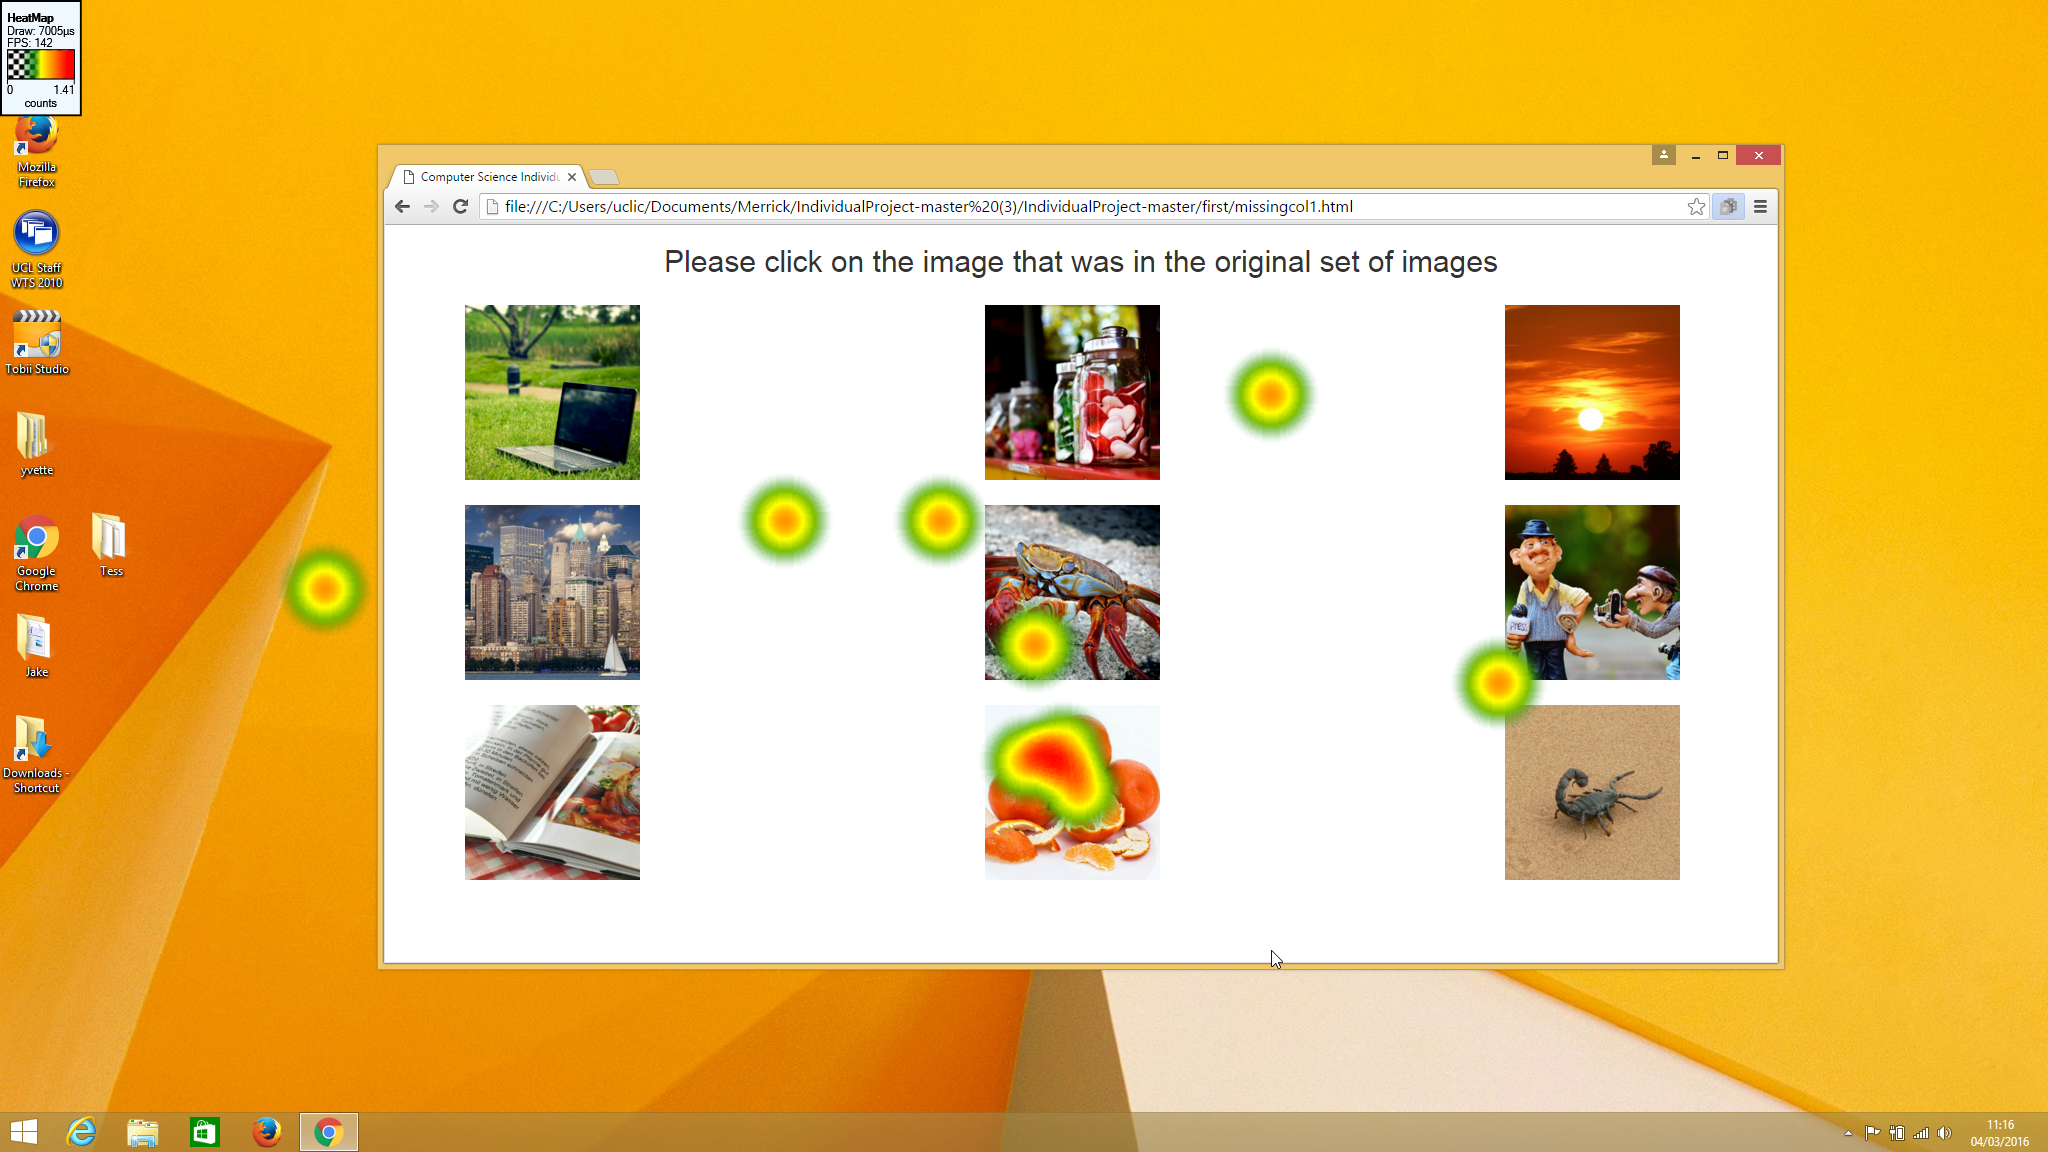 HeatMap
Draw: 7005µs
FPS: 142
0 1.41
counts
Mozilla
Firefox
UCL Staff
WTS 2010
Tobii Studio
yvette
Google
Chrome
Tess
Jake
Downloads -
Shortcut
Computer Science Individu
file:///C:/Users/uclic/Documents/Merrick/IndividualProject-master%20(3)/IndividualProject-master/first/missingcol1.html
Please click on the image that was in the original set of images
PRESS
11:16
04/03/2016